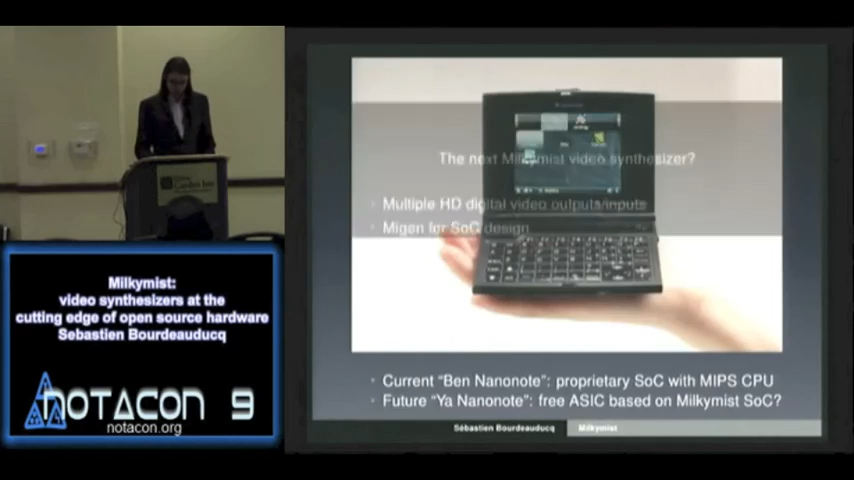 The next Milkymist video synthesizer?
Multiple HD digital video outputs/inputs
Migen for SoC design
Current “Ben Nanonote”: proprietary SoC with MIPS CPU
Future “Ya Nanonote”: free ASIC based on Milkymist SoC?
Sébastien Bourdeauducq
Milkymist
Garden Inn
Milkymist:
video synthesizers at the
cutting edge of open source hardware
Sebastien Bourdeauducq
NOTACON 9
notacon.org